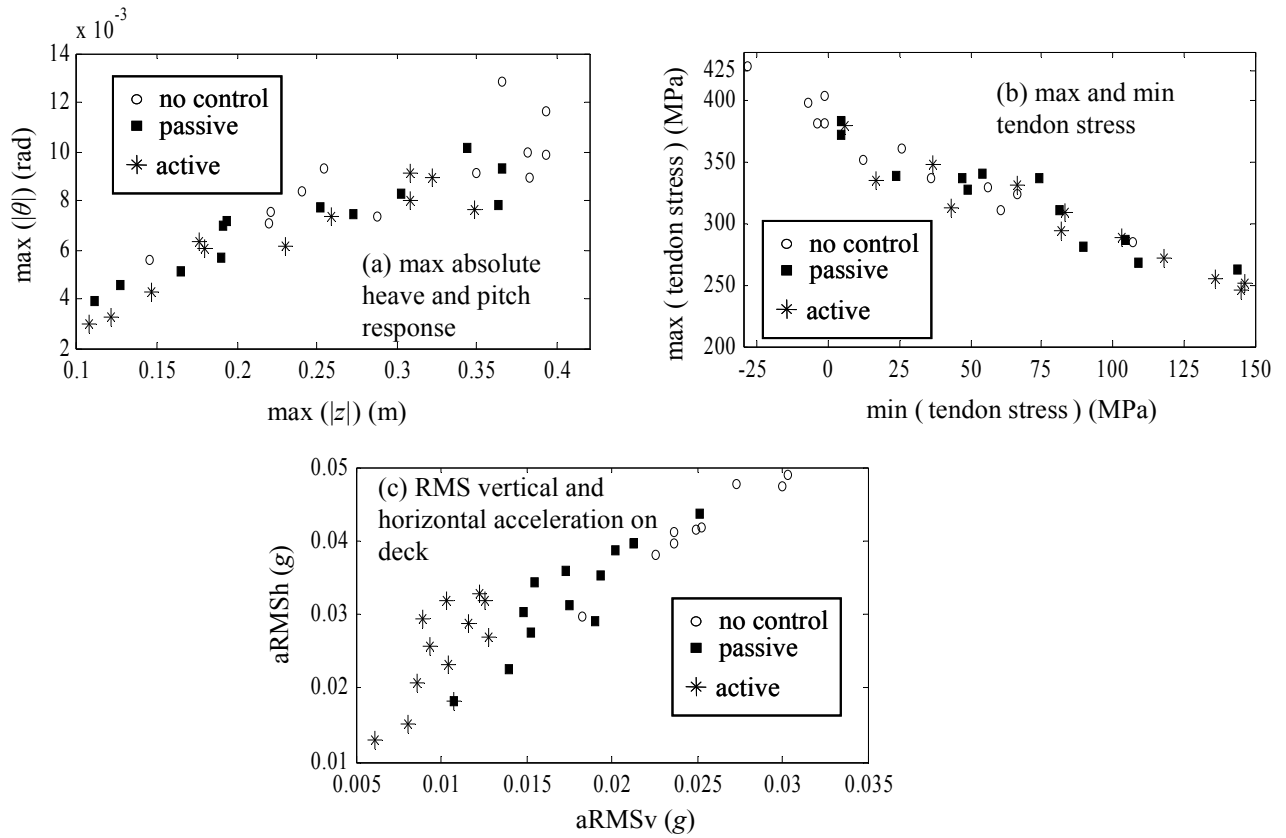 x 10⁻³
14
12
10
8
6
4
2
max (|θ|) (rad)
no control
passive
active
(a) max absolute
heave and pitch
response
0.1 0.15 0.2 0.25 0.3 0.35 0.4
max (|z|) (m)
425
400
350
300
250
200
max ( tendon stress ) (MPa)
(b) max and min
tendon stress
no control
passive
active
-25 0 25 50 75 100 125 150
min ( tendon stress ) (MPa)
0.05
0.04
0.03
0.02
0.01
aRMSh (g)
(c) RMS vertical and
horizontal acceleration on
deck
no control
passive
active
0.005 0.01 0.015 0.02 0.025 0.03 0.035
aRMSv (g)